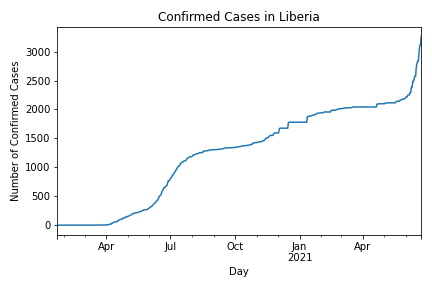 Confirmed Cases in Liberia
Number of Confirmed Cases
3000
2500
2000
1500
1000
500
0
Apr
Jul
Oct
Jan
2021
Apr
Day